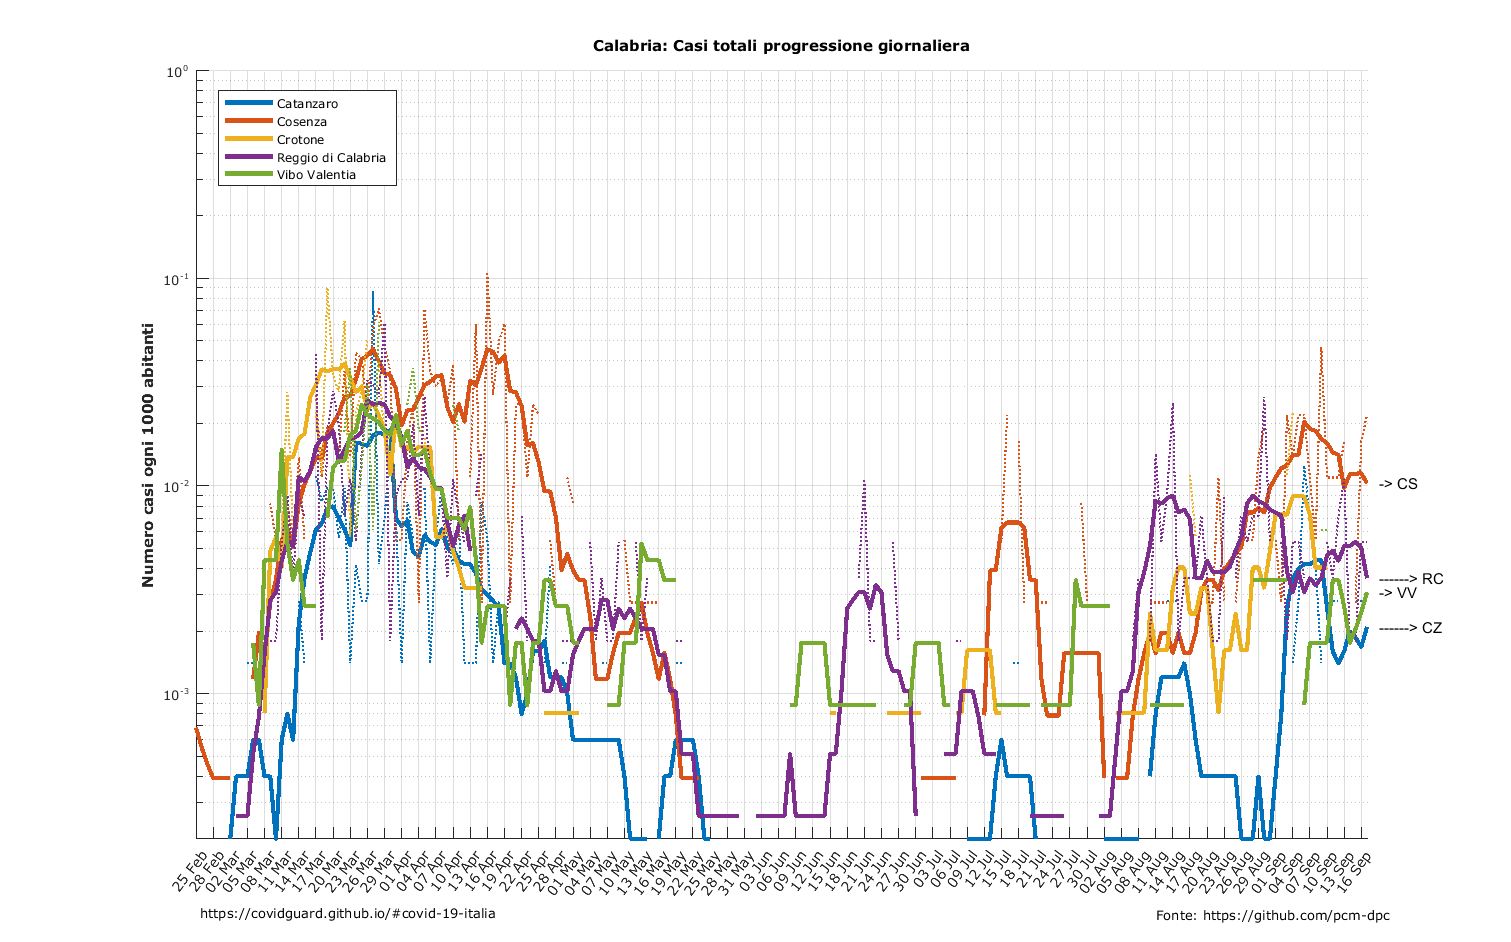 Calabria: Casi totali progressione giornaliera
10^0
10^-1
10^-2
10^-3
Numero casi ogni 1000 abitanti
Catanzaro
Cosenza
Crotone
Reggio di Calabria
Vibo Valentia
-> CS
------> RC
-> VV
------> CZ
25 Feb
28 Feb
02 Mar
05 Mar
08 Mar
11 Mar
14 Mar
17 Mar
20 Mar
23 Mar
26 Mar
29 Mar
01 Apr
04 Apr
07 Apr
10 Apr
13 Apr
16 Apr
19 Apr
22 Apr
25 Apr
28 Apr
01 May
04 May
07 May
10 May
13 May
16 May
19 May
22 May
25 May
28 May
31 May
03 Jun
06 Jun
09 Jun
12 Jun
15 Jun
18 Jun
21 Jun
24 Jun
27 Jun
30 Jun
03 Jul
06 Jul
09 Jul
12 Jul
15 Jul
18 Jul
21 Jul
24 Jul
27 Jul
30 Jul
02 Aug
05 Aug
08 Aug
11 Aug
14 Aug
17 Aug
20 Aug
23 Aug
26 Aug
29 Aug
01 Sep
04 Sep
07 Sep
10 Sep
13 Sep
16 Sep
https://covidguard.github.io/#covid-19-italia
Fonte: https://github.com/pcm-dpc